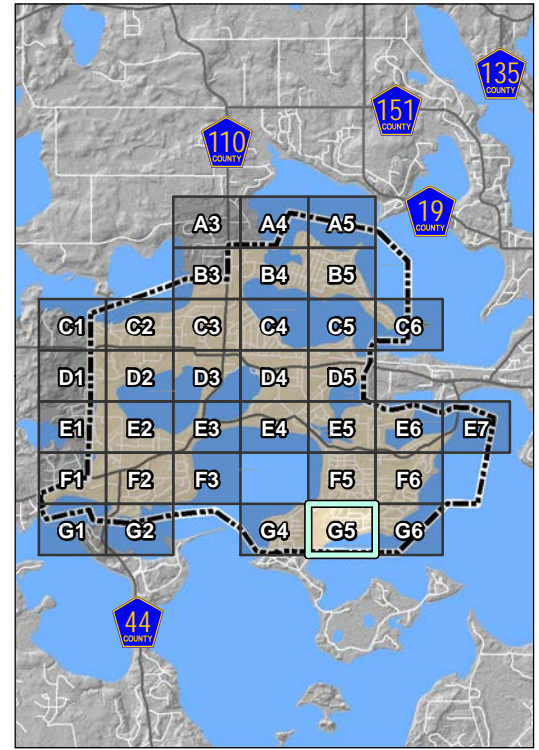 135
COUNTY
151
COUNTY
110
COUNTY
19
COUNTY
A3 A4 A5
B3 B4 B5
C1 C2 C3 C4 C5 C6
D1 D2 D3 D4 D5
E1 E2 E3 E4 E5 E6 E7
F1 F2 F3 F5 F6
G1 G2 G4 G5 G6
44
COUNTY